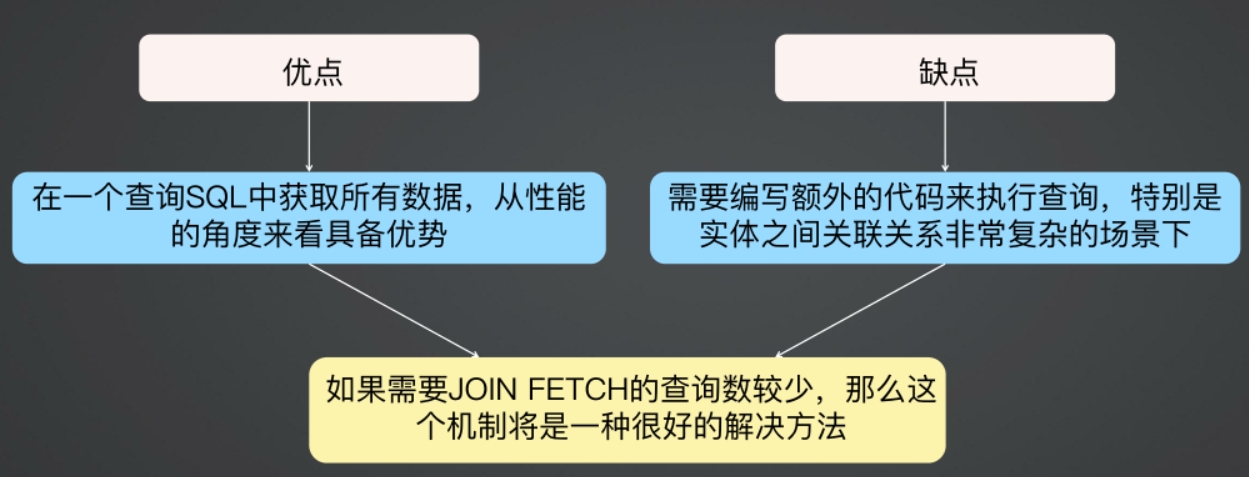 优点
缺点
在一个查询SQL中获取所有数据，从性能
的角度来看具备优势
需要编写额外的代码来执行查询，特别是
实体之间关联关系非常复杂的场景下
如果需要JOIN FETCH的查询数较少，那么这
个机制将是一种很好的解决方法